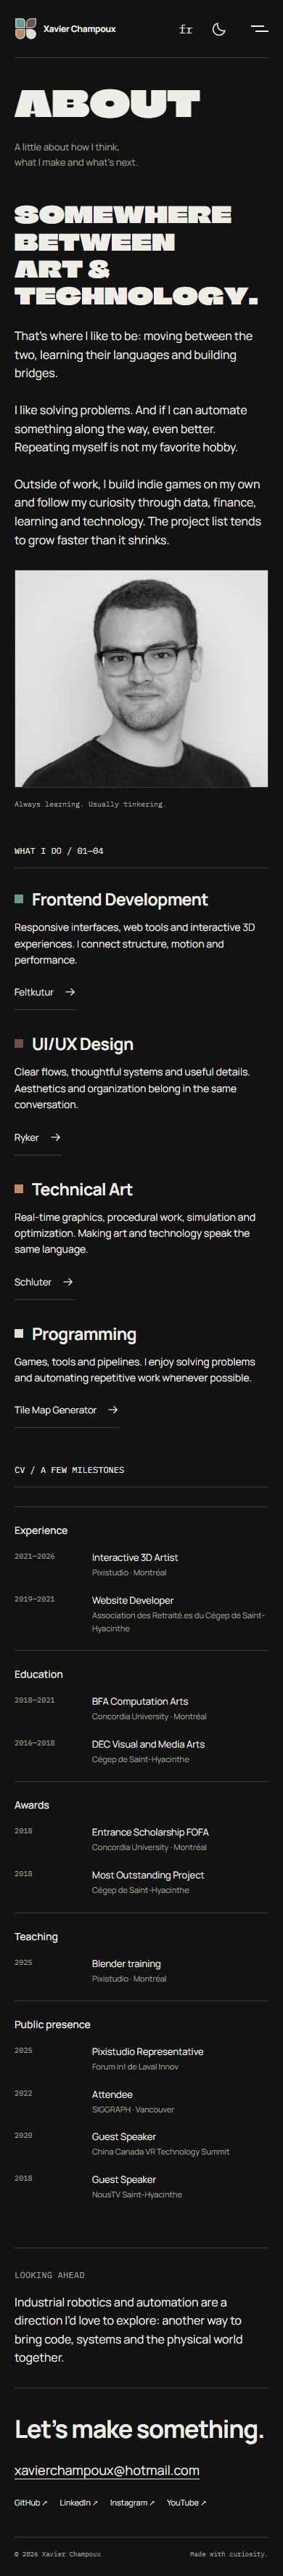 Xavier Champoux
fr
ABOUT
A little about how I think,
what I make and what's next.
SOMEWHERE
BETWEEN
ART &
TECHNOLOGY.
That's where I like to be: moving between the
two, learning their languages and building
bridges.
I like solving problems. And if I can automate
something along the way, even better.
Repeating myself is not my favorite hobby.
Outside of work, I build indie games on my own
and follow my curiosity through data, finance,
learning and technology. The project list tends
to grow faster than it shrinks.
Always learning. Usually tinkering.
WHAT I DO / 01—04
Frontend Development
Responsive interfaces, web tools and interactive 3D
experiences. I connect structure, motion and
performance.
Feltkutur →
UI/UX Design
Clear flows, thoughtful systems and useful details.
Aesthetics and organization belong in the same
conversation.
Ryker →
Technical Art
Real-time graphics, procedural work, simulation and
optimization. Making art and technology speak the
same language.
Schluter →
Programming
Games, tools and pipelines. I enjoy solving problems
and automating repetitive work whenever possible.
Tile Map Generator →
CV / A FEW MILESTONES
Experience
2021—2026 Interactive 3D Artist
Pixistudio · Montréal
2019—2021 Website Developer
Association des Retraité.es du Cégep de Saint-
Hyacinthe
Education
2018—2021 BFA Computation Arts
Concordia University · Montréal
2016—2018 DEC Visual and Media Arts
Cégep de Saint-Hyacinthe
Awards
2018 Entrance Scholarship FOFA
Concordia University · Montréal
2018 Most Outstanding Project
Cégep de Saint-Hyacinthe
Teaching
2025 Blender training
Pixistudio · Montréal
Public presence
2025 Pixistudio Representative
Forum in! de Laval Innov
2022 Attendee
SIGGRAPH · Vancouver
2020 Guest Speaker
China Canada VR Technology Summit
2018 Guest Speaker
NousTV Saint-Hyacinthe
LOOKING AHEAD
Industrial robotics and automation are a
direction I'd love to explore: another way to
bring code, systems and the physical world
together.
Let's make something.
xavierchampoux@hotmail.com
GitHub ↗ LinkedIn ↗ Instagram ↗ YouTube ↗
© 2026 Xavier Champoux Made with curiosity.